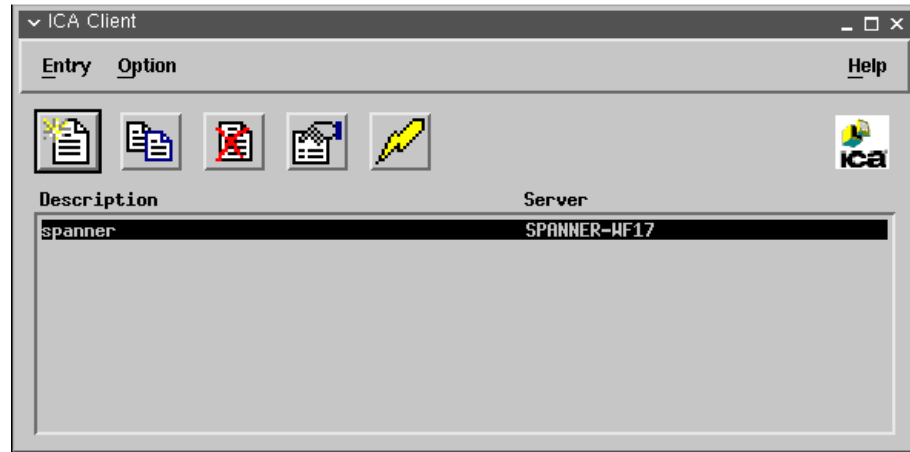 ICA Client
Entry Option Help
ica
Description Server
spanner SPANNER-WF17